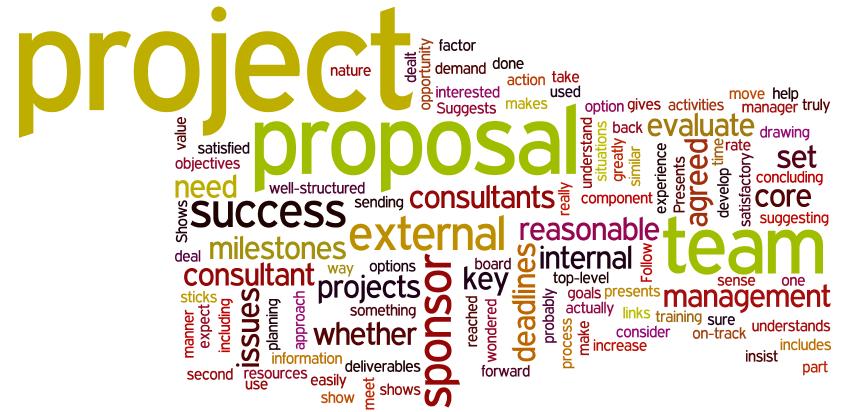 project
proposal
team
nature
dealt
opportunity
factor
demand
done
interested
action
take
Suggests
makes
used
option
gives
activities
move
help
manager
truly
value
satisfied
objectives
understand
situations
greatly
back
similar
evaluate
drawing
need
well-structured
sending
consultants
really
component
experience
Presents
agreed
develop
time
rate
satisfactory
set
concluding
core
suggesting
Shows
success
external
reasonable
deal
milestones
consultant
way
options
projects
sponsor
board
key
internal
Follow
top-level
deadlines
probably
goals
presents
actually
management
sense
one
sticks
manner
expect
including
issues
planning
approach
something
whether
reached
wondered
process
make
links
training
sure
consider
on-track
understands
increase
insist
includes
part
information
deliverables
second
resources
use
easily
show
meet
shows
forward